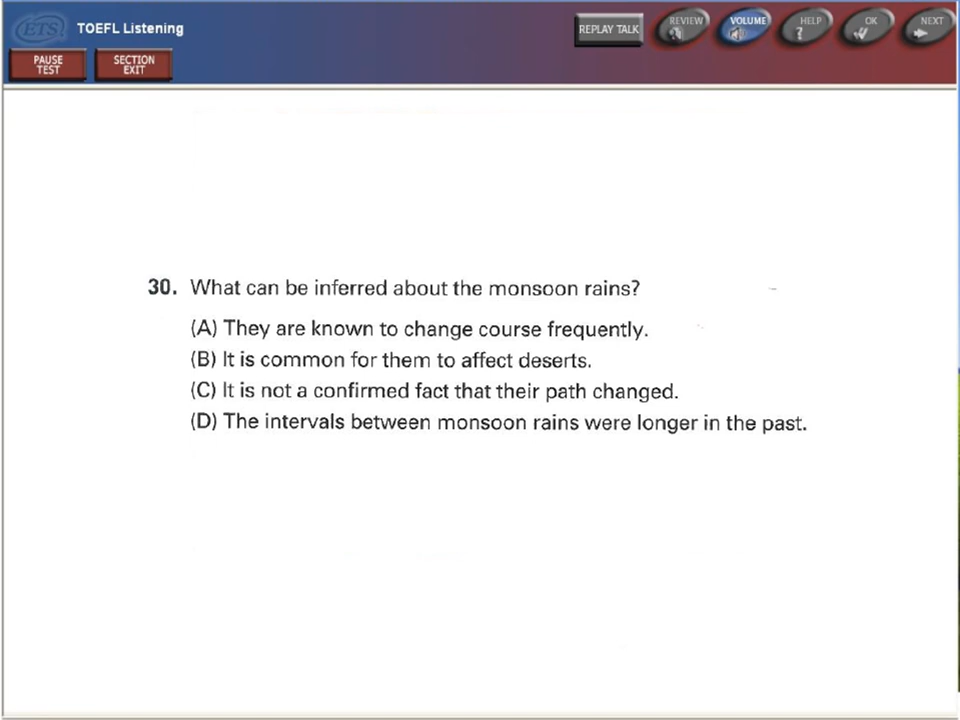 ETS TOEFL Listening
REPLAY TALK
REVIEW
VOLUME
HELP
?
OK
NEXT
PAUSE
TEST
SECTION
EXIT
30. What can be inferred about the monsoon rains?
(A) They are known to change course frequently.
(B) It is common for them to affect deserts.
(C) It is not a confirmed fact that their path changed.
(D) The intervals between monsoon rains were longer in the past.